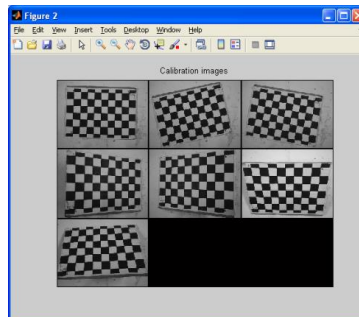 Figure 2
File Edit View Insert Tools Desktop Window Help
Calibration images